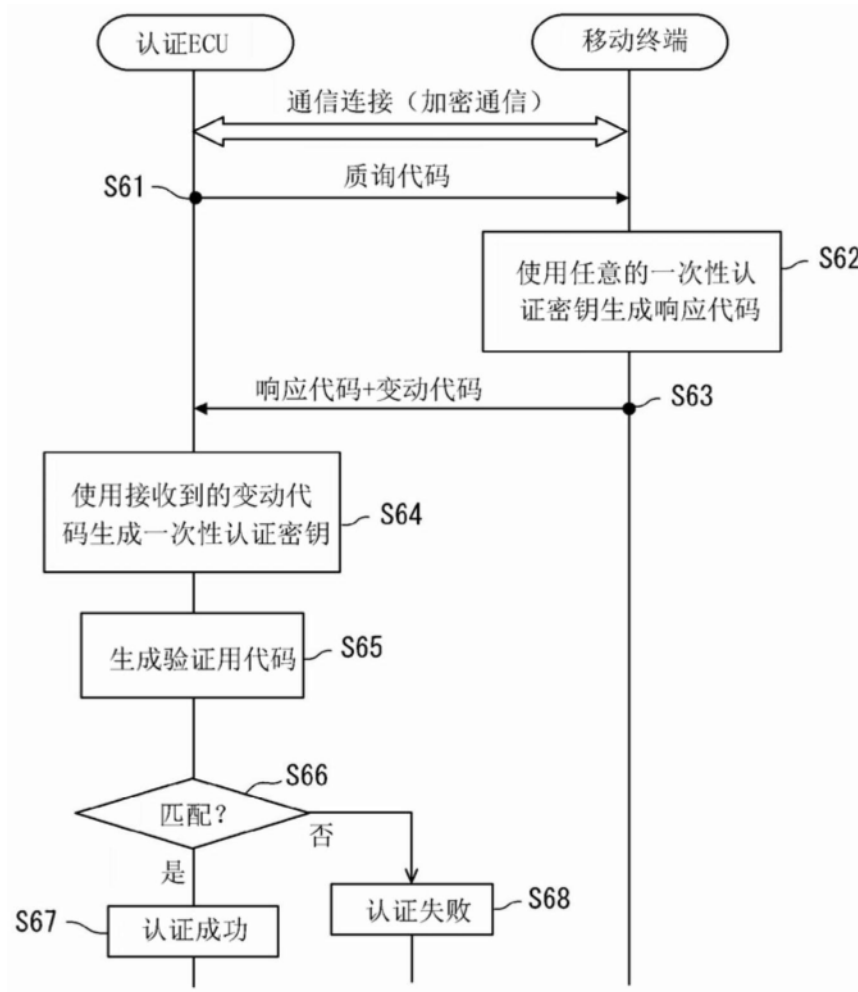 认证ECU
移动终端
通信连接（加密通信）
S61
质询代码
使用任意的一次性认
证密钥生成响应代码
S62
响应代码+变动代码
S63
使用接收到的变动代
码生成一次性认证密钥
S64
生成验证用代码
S65
匹配？
S66
否
是
S67
认证成功
认证失败
S68